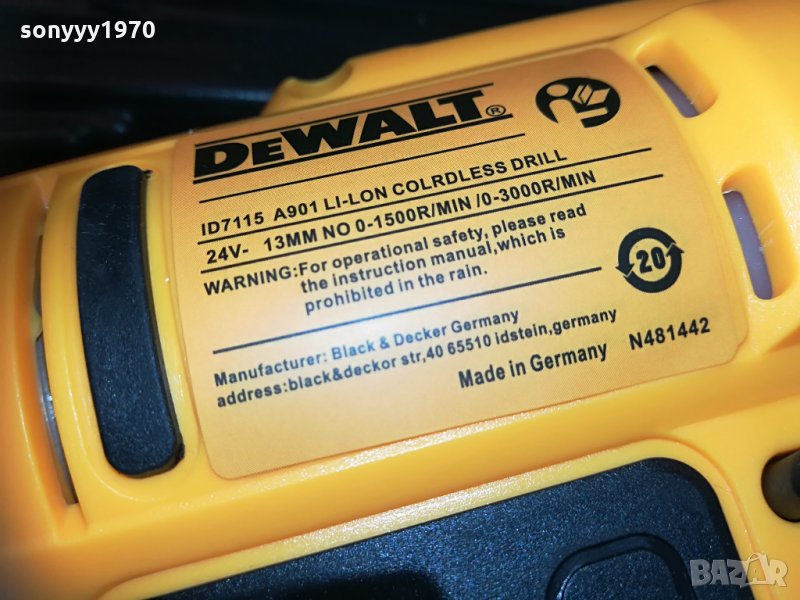 sonyyy1970
DEWALT®
ID7115 A901 LI-LON COLRDLESS DRILL
24V- 13MM NO 0-1500R/MIN /0-3000R/MIN
WARNING:For operational safety, please read
the instruction manual,which is
prohibited in the rain.
20
Manufacturer: Black & Decker Germany
address:black&deckor str,40 65510 idstein,germany
Made in Germany N481442
BAZAR